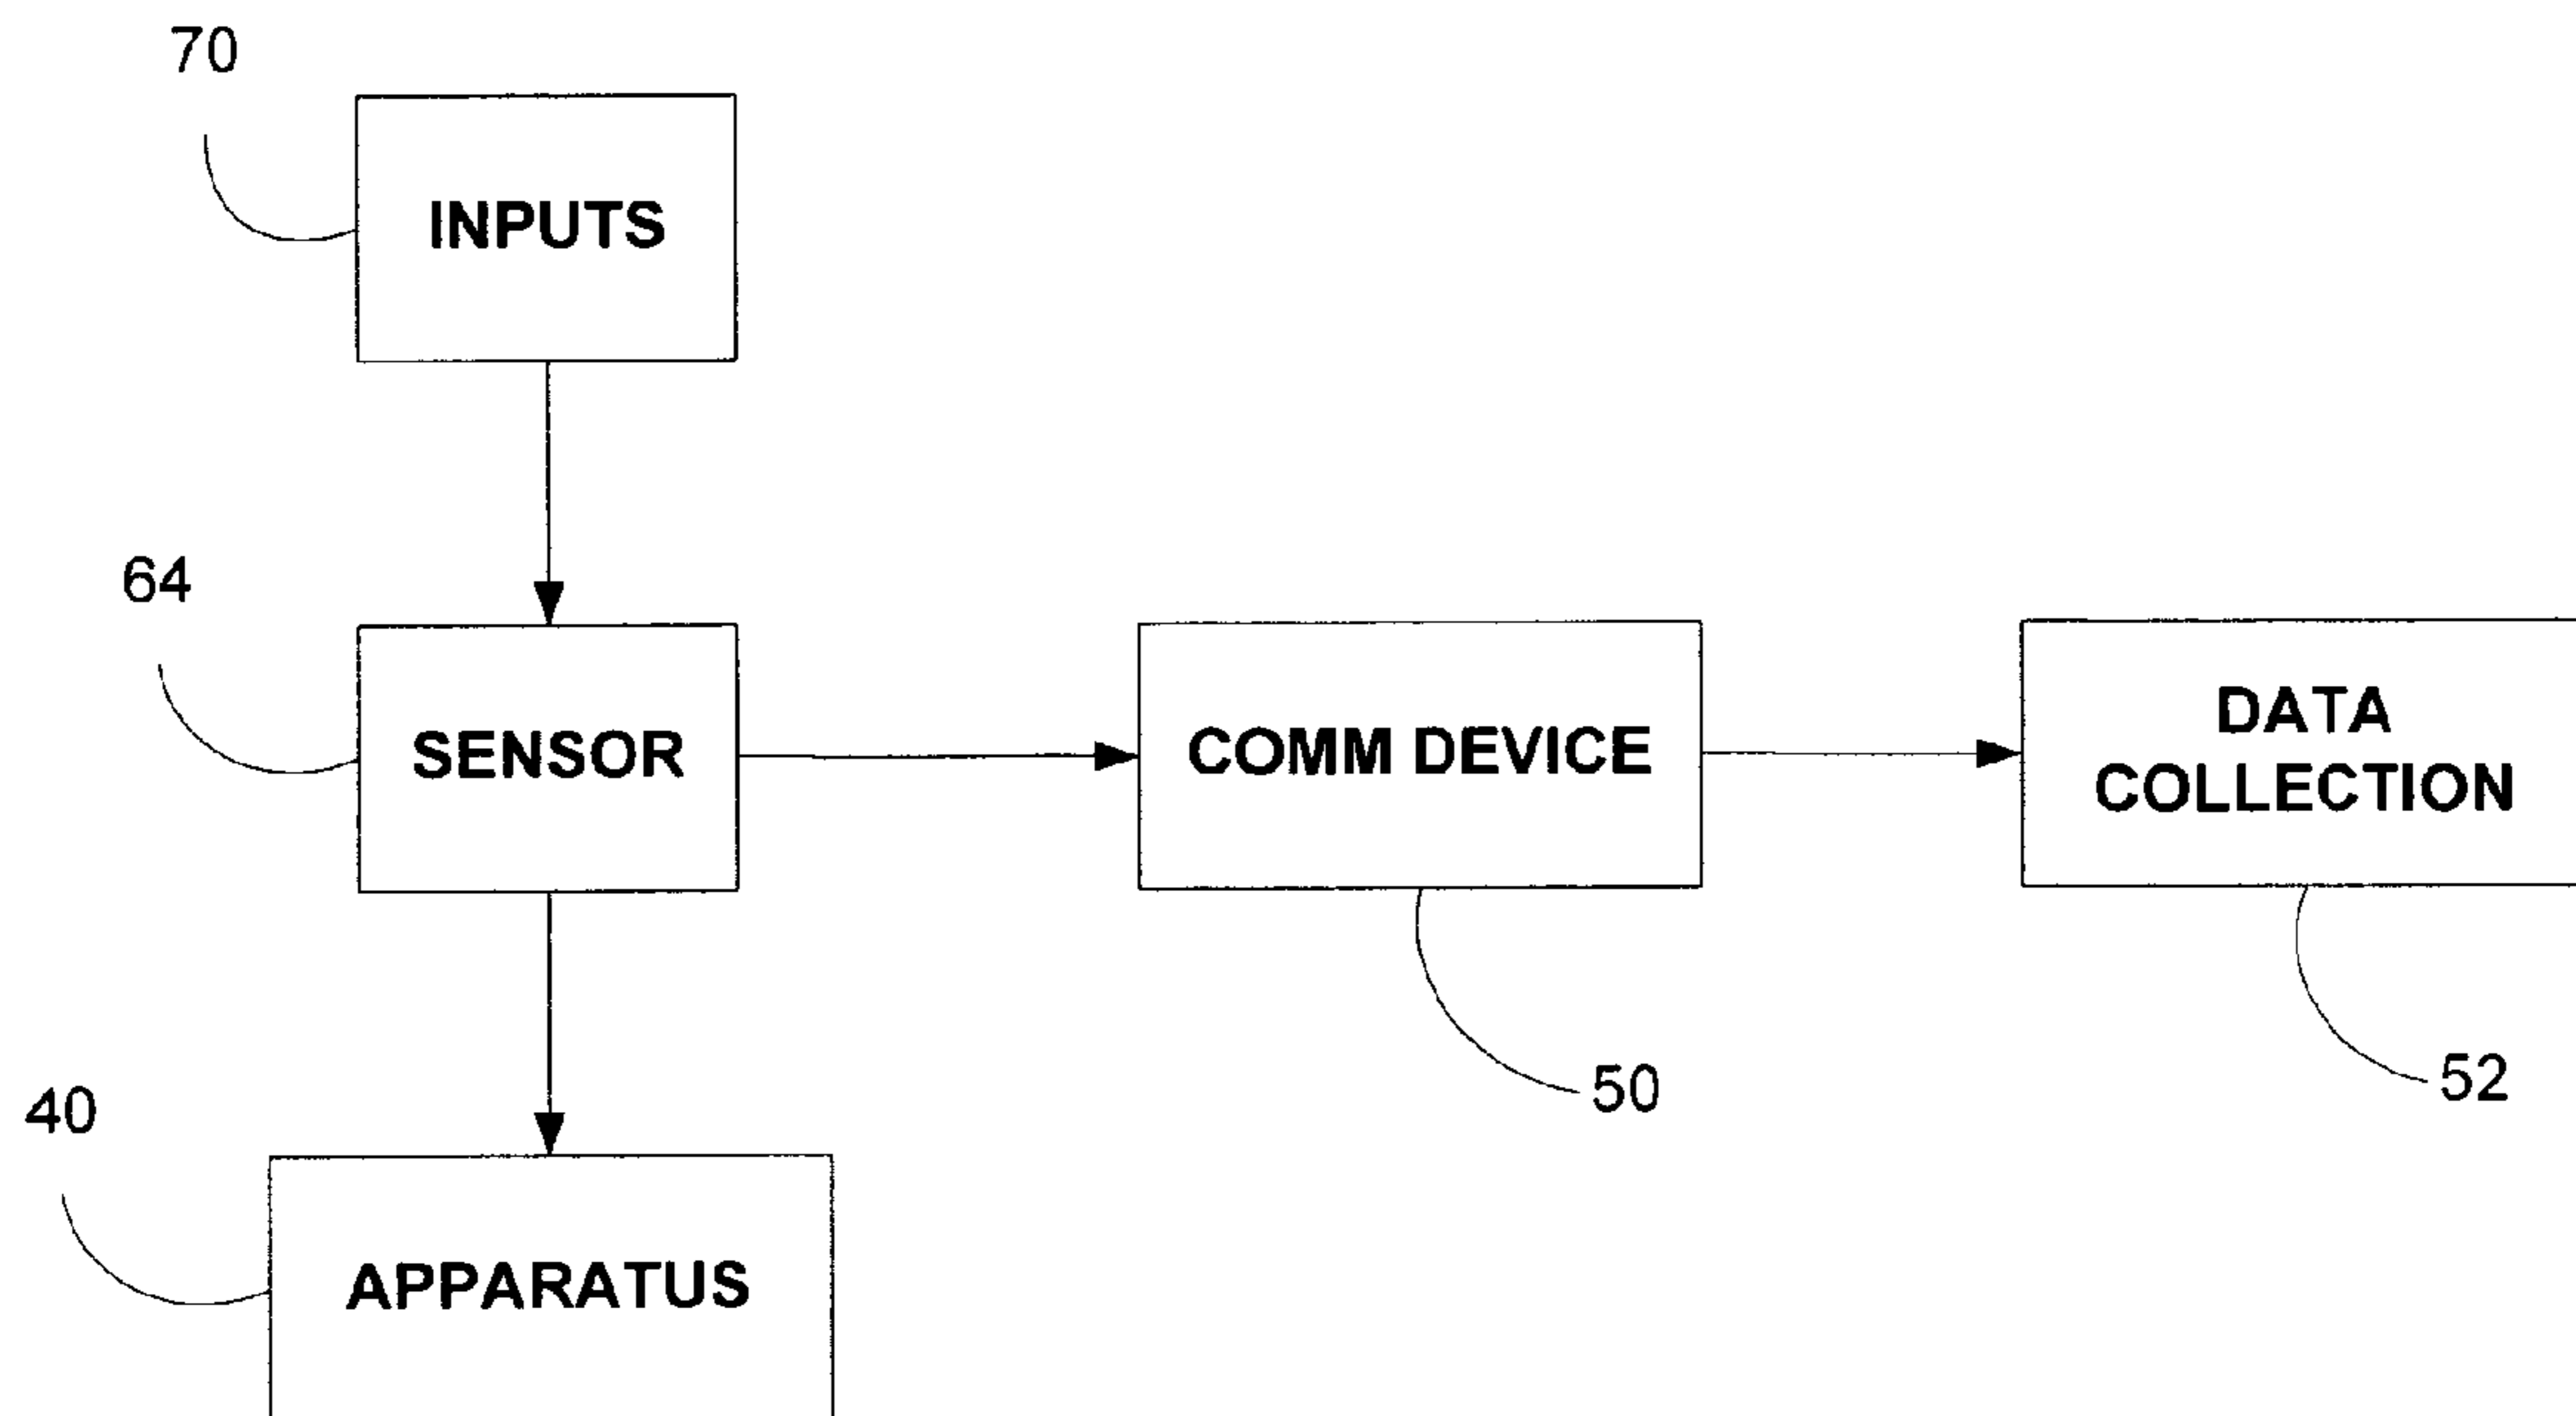 70
INPUTS
64
SENSOR
COMM DEVICE
DATA
COLLECTION
50
52
40
APPARATUS